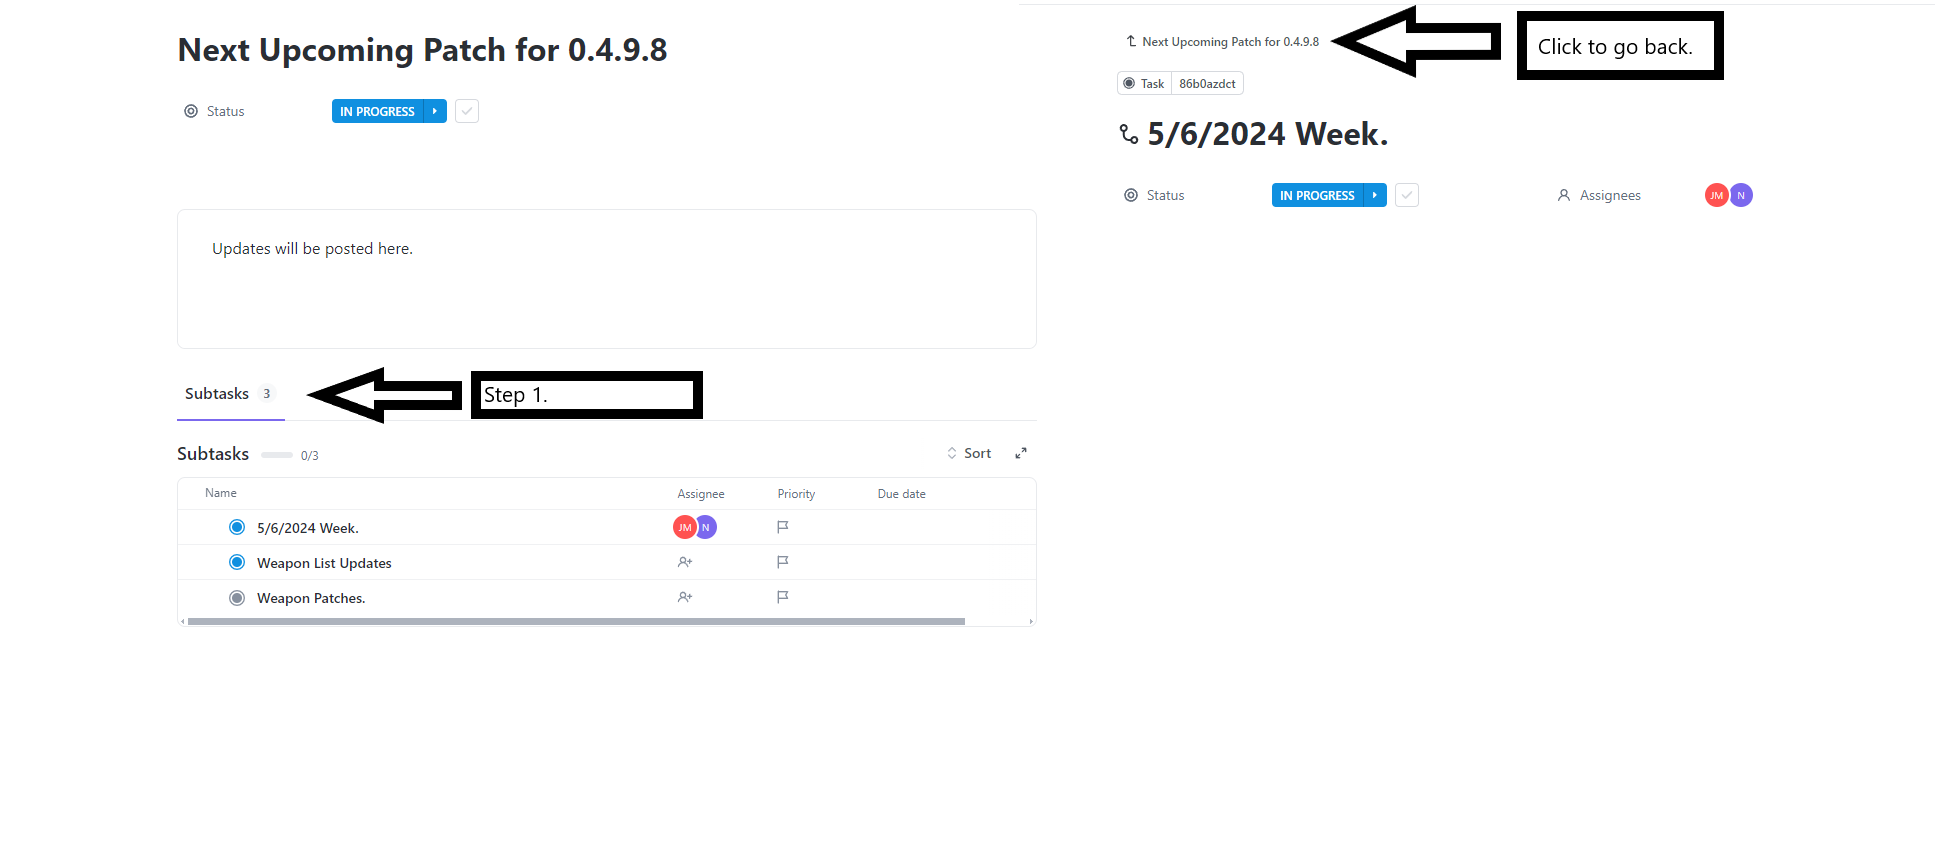 Next Upcoming Patch for 0.4.9.8
Status IN PROGRESS
Updates will be posted here.
Subtasks 3
Step 1.
Subtasks 0/3
Sort
Name Assignee Priority Due date
5/6/2024 Week. JM N
Weapon List Updates
Weapon Patches.
Next Upcoming Patch for 0.4.9.8
Click to go back.
Task 86b0azdct
5/6/2024 Week.
Status IN PROGRESS Assignees JM N